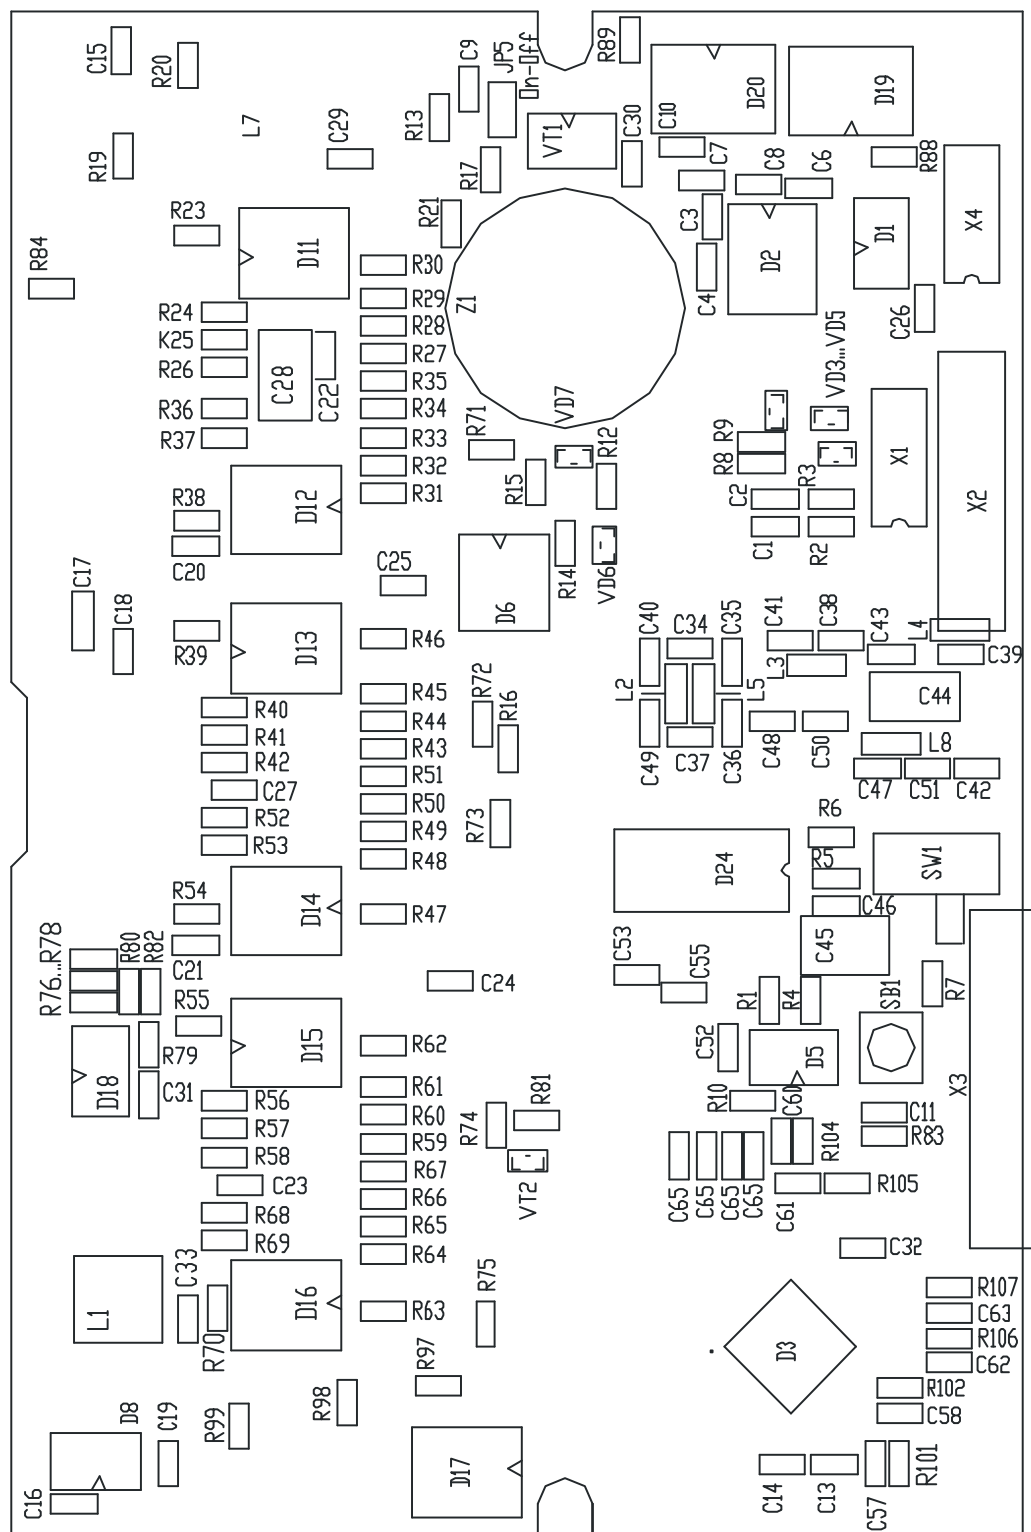 C15
R20
C9
JP5
On-Off
R89
D20
D19
R19
L7
C29
R13
VT1
C30
C10
R17
C7
C8
C6
R88
R23
R21
C3
D2
D1
X4
R84
D11
R30
R29
Z1
C4
C26
R24
R28
K25
R27
VD3...VD5
R26
C28
C22
R35
VD7
R36
R34
R71
R37
R33
R12
R9
X1
R32
R8
R38
D12
R31
R15
C2
R3
X2
C20
C1
R2
C17
C25
R14
VD6
C18
D6
C40
C34
C35
C41
C38
C43
L4
R39
D13
R46
C39
L3
R40
R45
R72
R16
L2
L5
C44
R41
R44
R42
R43
C49
C37
C36
C48
C50
L8
C27
R51
C47
C51
C42
R52
R50
R6
R53
R49
R73
R48
D24
R5
SW1
R54
D14
R47
C46
R76...R78
R80
R82
C45
C21
C24
C53
C55
R55
R1
R4
SB1
R7
R79
D15
R62
C52
D5
D18
C31
R61
X3
R56
R60
R81
R10
C60
C11
R57
R59
R74
R83
R58
R67
R104
C23
R66
VT2
C65
C65
C65
C65
C61
R105
R68
R65
R69
R64
C32
C33
R75
R107
L1
D16
R63
C63
R70
D3
R106
R97
C62
R102
D8
C19
R99
R98
C58
C16
D17
C14
C13
C57
R101